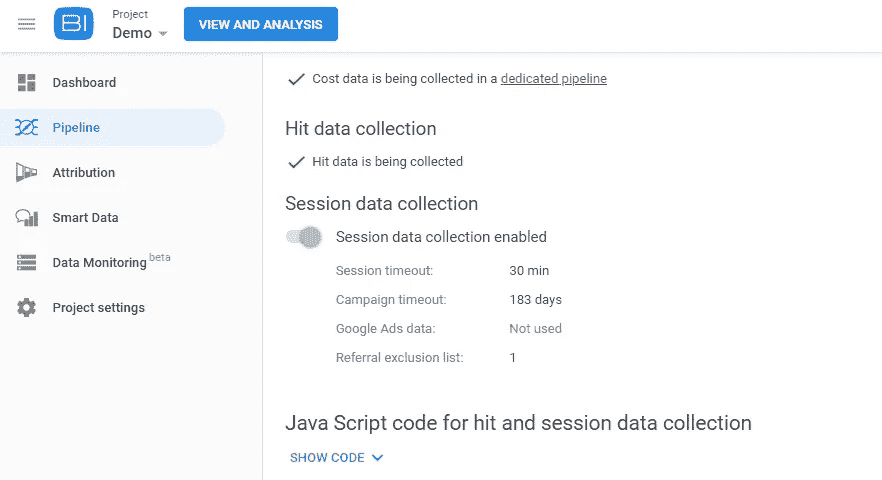 BI
Project
Demo
VIEW AND ANALYSIS
Dashboard
Pipeline
Attribution
Smart Data
Data Monitoring beta
Project settings
Cost data is being collected in a dedicated pipeline
Hit data collection
Hit data is being collected
Session data collection
Session data collection enabled
Session timeout: 30 min
Campaign timeout: 183 days
Google Ads data: Not used
Referral exclusion list: 1
Java Script code for hit and session data collection
SHOW CODE